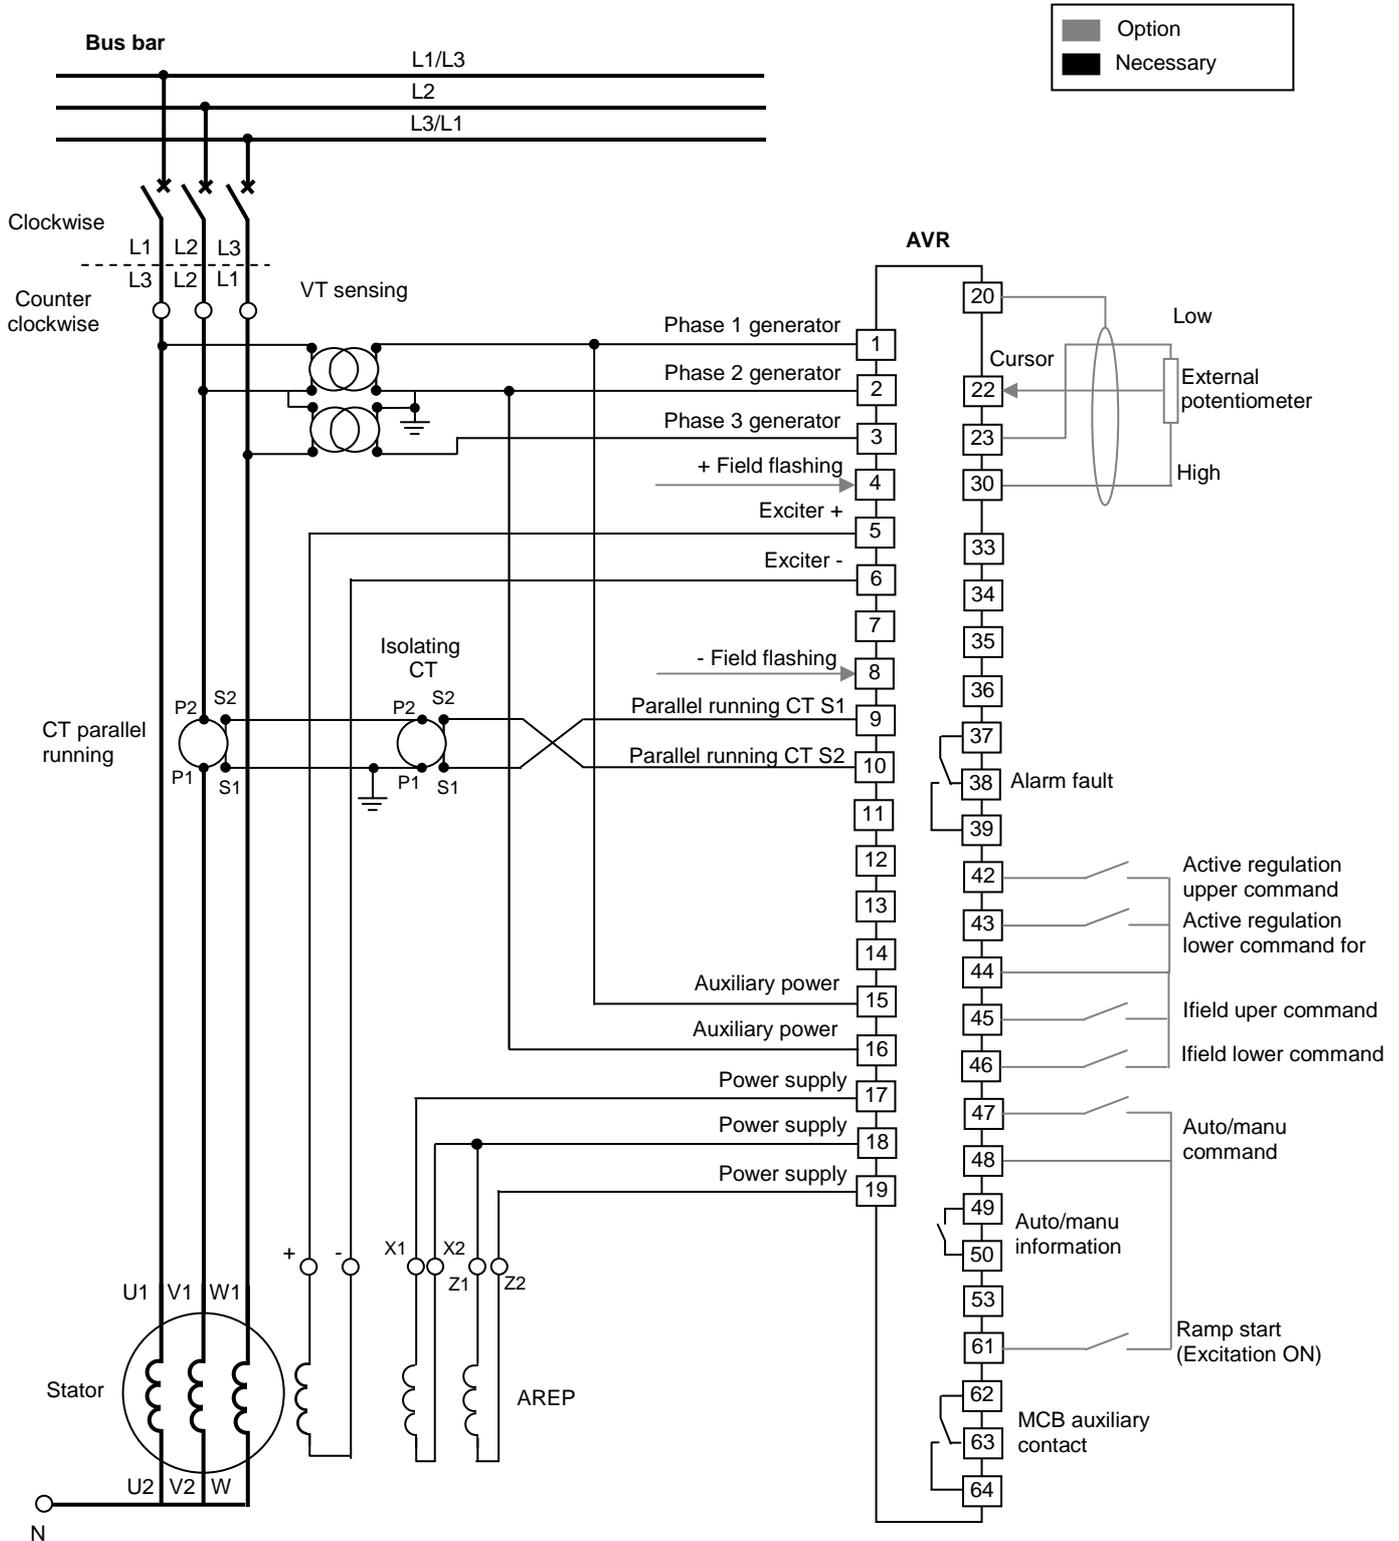 Option
Necessary
Bus bar
L1/L3
L2
L3/L1
Clockwise
L1 L2 L3
L3 L2 L1
Counter
clockwise
VT sensing
AVR
Phase 1 generator 1
Phase 2 generator 2
Phase 3 generator 3
+ Field flashing 4
Exciter + 5
Exciter - 6
7
- Field flashing 8
Parallel running CT S1 9
Parallel running CT S2 10
11
12
13
14
Auxiliary power 15
Auxiliary power 16
Power supply 17
Power supply 18
Power supply 19
20
Low
Cursor
22
External
potentiometer
23
30
High
33
34
35
36
37
38 Alarm fault
39
42 Active regulation
upper command
43 Active regulation
lower command for
44
45 Ifield uper command
46 Ifield lower command
47
Auto/manu
command
48
49
Auto/manu
information
50
53
61 Ramp start
(Excitation ON)
62
MCB auxiliary
contact
63
64
Isolating
CT
CT parallel
running
P2 S2
P1 S1
P2 S2
P1 S1
+ - X1 X2
Z1 Z2
U1 V1 W1
Stator
AREP
U2 V2 W
N